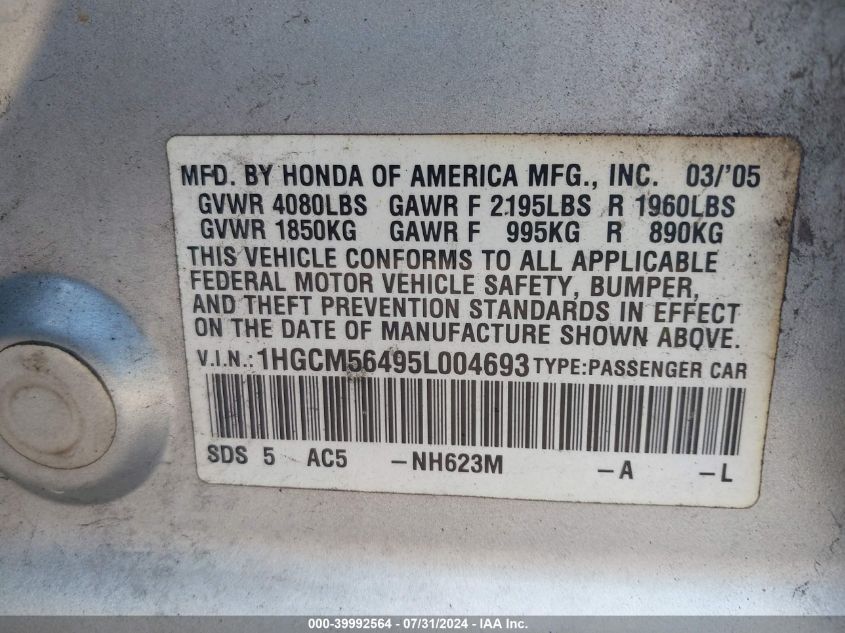 MFD. BY HONDA OF AMERICA MFG., INC. 03/'05
GVWR 4080LBS GAWR F 2195LBS R 1960LBS
GVWR 1850KG GAWR F 995KG R 890KG
THIS VEHICLE CONFORMS TO ALL APPLICABLE
FEDERAL MOTOR VEHICLE SAFETY, BUMPER,
AND THEFT PREVENTION STANDARDS IN EFFECT
ON THE DATE OF MANUFACTURE SHOWN ABOVE.
V.I.N.: 1HGCM56495L004693 TYPE:PASSENGER CAR
SDS 5 AC5 -NH623M -A -L
000-39992564 - 07/31/2024 - IAA Inc.